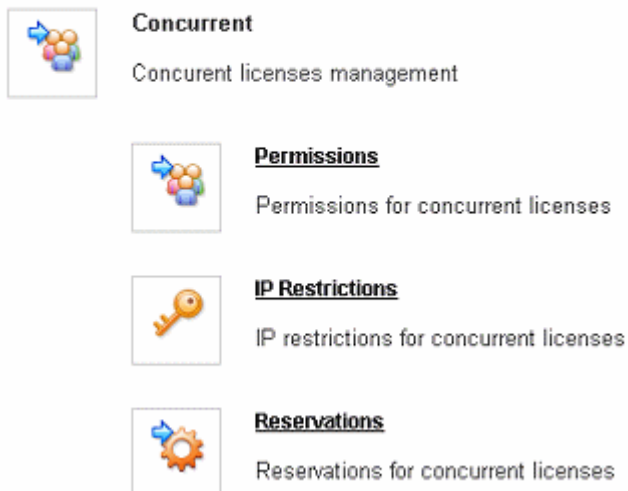 Concurrent
Concurent licenses management
Permissions
Permissions for concurrent licenses
IP Restrictions
IP restrictions for concurrent licenses
Reservations
Reservations for concurrent licenses